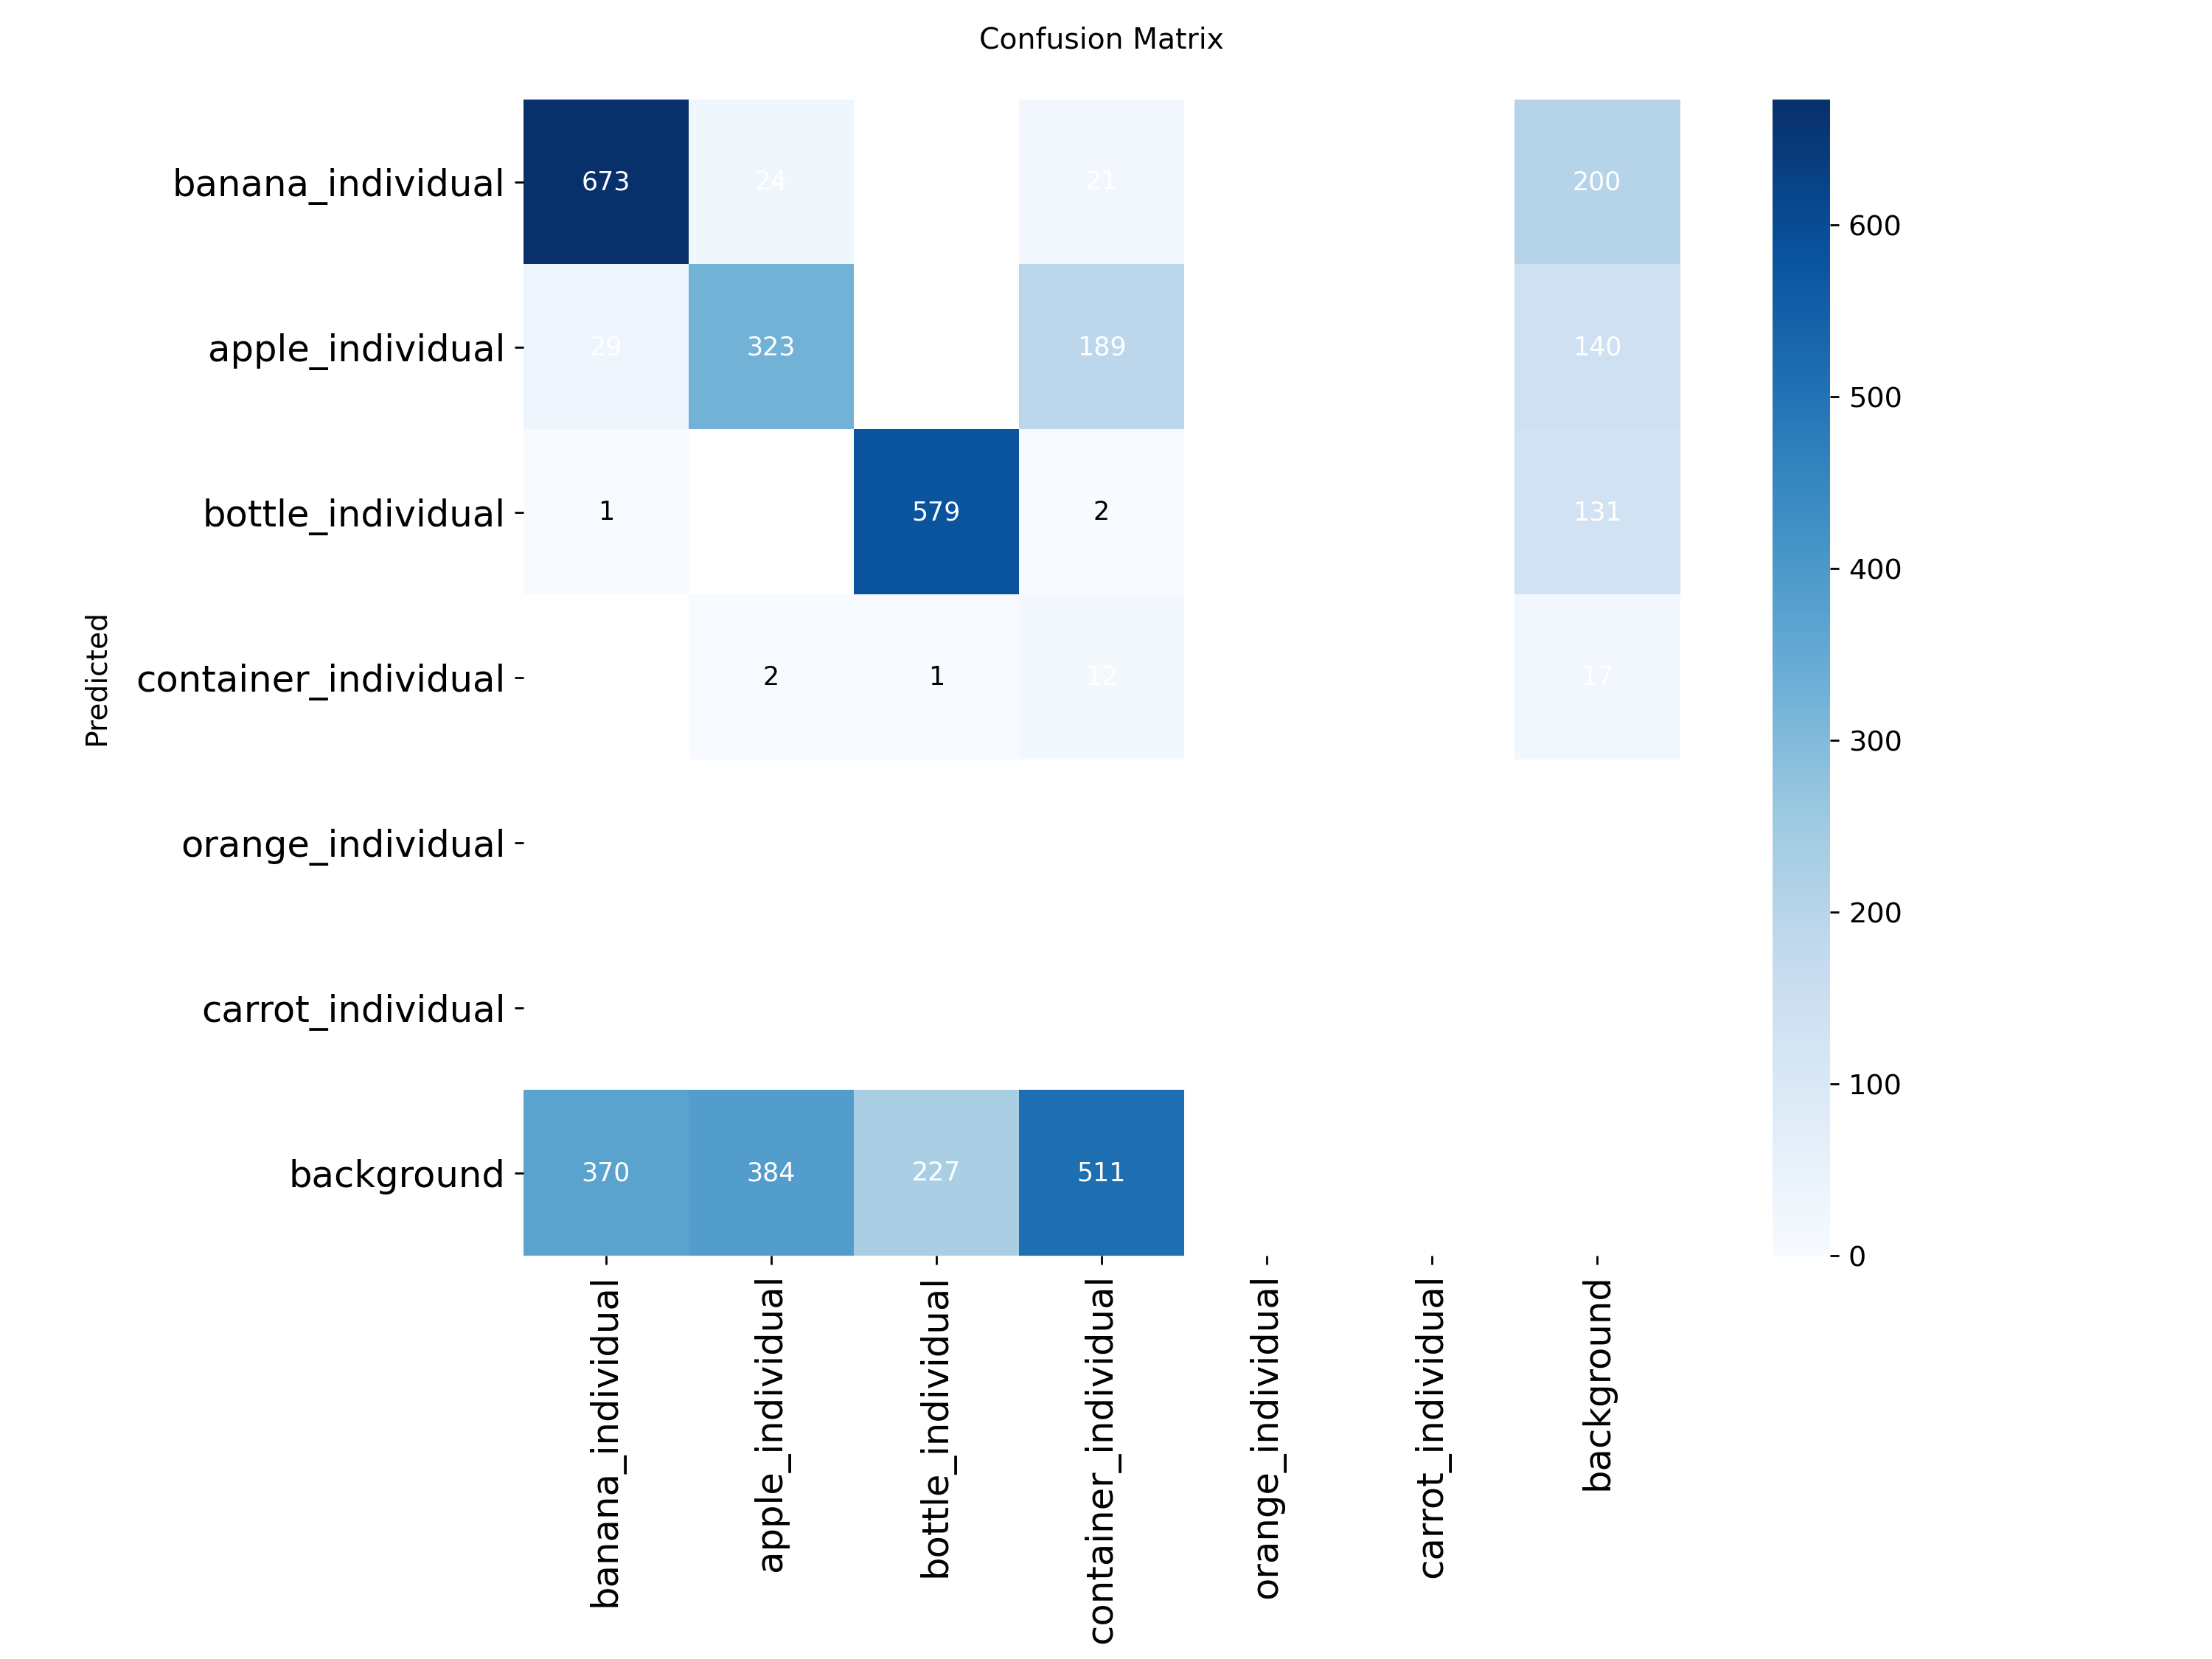 Confusion Matrix
banana_individual 673 24 21 200
600
apple_individual 29 323 189 140
500
bottle_individual 1 579 2 131
400
Predicted
container_individual 2 1 12 17
300
orange_individual
200
carrot_individual
100
background 370 384 227 511
0
banana_individual
apple_individual
bottle_individual
container_individual
orange_individual
carrot_individual
background